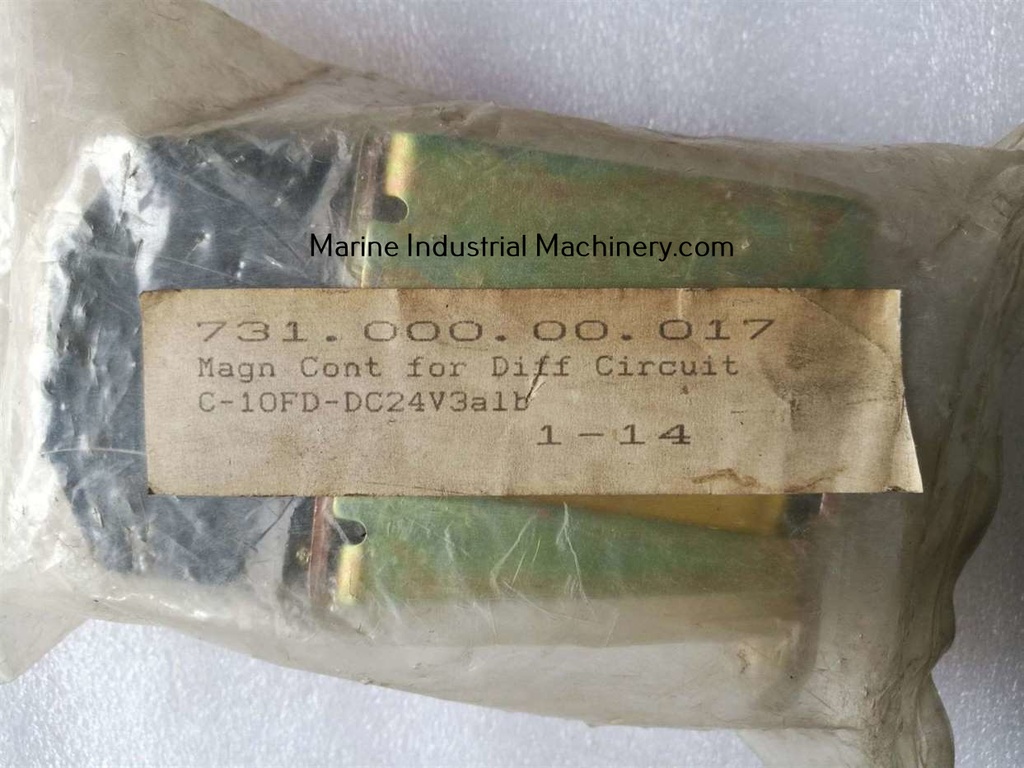 Marine Industrial Machinery.com
731.000.00.017
Magn Cont for Diff Circuit
C-10FD-DC24V3a1b
1-14